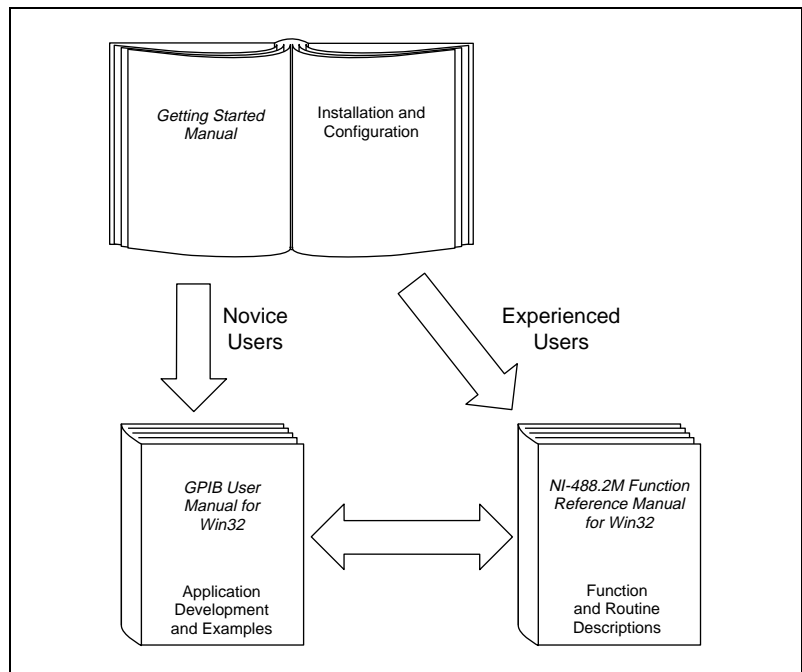 Getting Started
Manual
Installation and
Configuration
Novice
Users
Experienced
Users
GPIB User
Manual for
Win32
Application
Development
and Examples
NI-488.2M Function
Reference Manual
for Win32
Function
and Routine
Descriptions